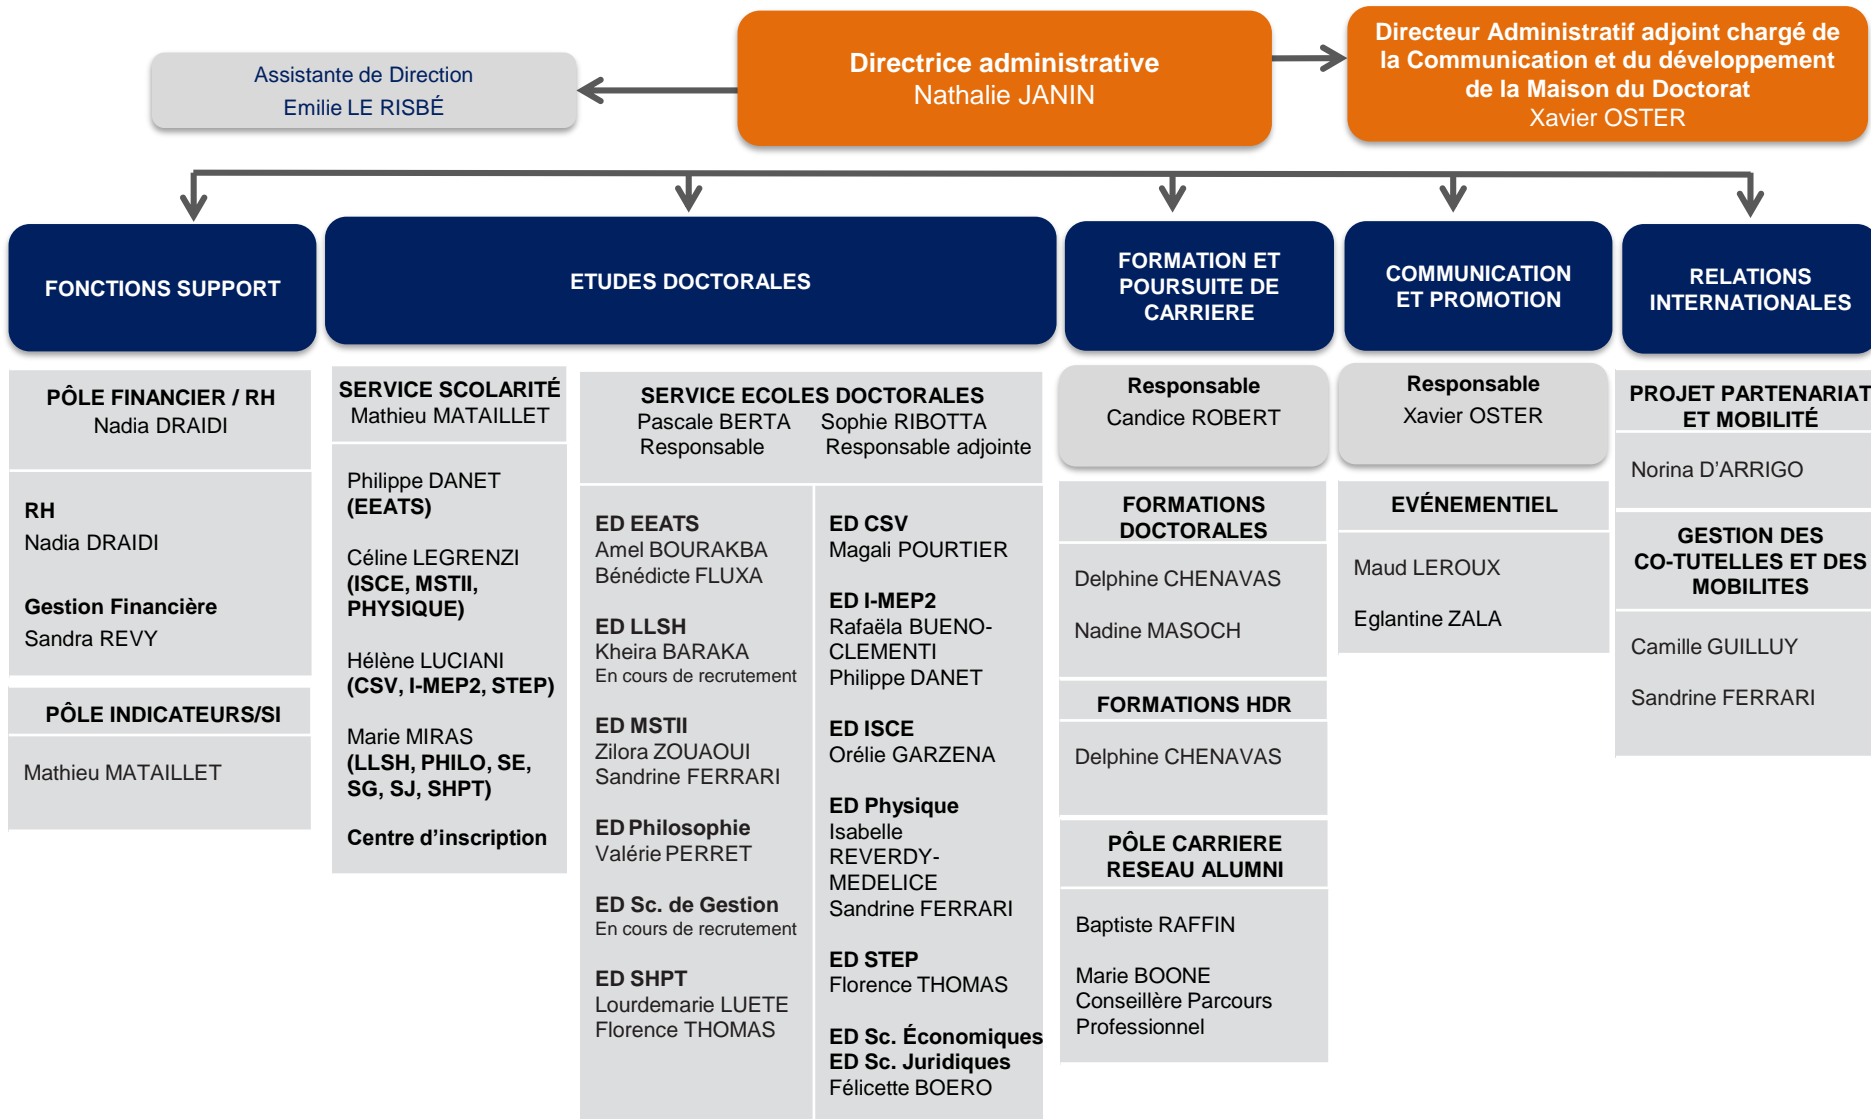 Assistante de Direction
Emilie LE RISBÉ
Directrice administrative
Nathalie JANIN
Directeur Administratif adjoint chargé de
la Communication et du développement
de la Maison du Doctorat
Xavier OSTER
FONCTIONS SUPPORT
ETUDES DOCTORALES
FORMATION ET
POURSUITE DE
CARRIERE
COMMUNICATION
ET PROMOTION
RELATIONS
INTERNATIONALES
PÔLE FINANCIER / RH
Nadia DRAIDI
RH
Nadia DRAIDI
Gestion Financière
Sandra REVY
PÔLE INDICATEURS/SI
Mathieu MATAILLET
SERVICE SCOLARITÉ
Mathieu MATAILLET
Philippe DANET
(EEATS)
Céline LEGRENZI
(ISCE, MSTII,
PHYSIQUE)
Hélène LUCIANI
(CSV, I-MEP2, STEP)
Marie MIRAS
(LLSH, PHILO, SE,
SG, SJ, SHPT)
Centre d'inscription
SERVICE ECOLES DOCTORALES
Pascale BERTA Sophie RIBOTTA
Responsable Responsable adjointe
ED EEATS
Amel BOURAKBA
Bénédicte FLUXA
ED LLSH
Kheira BARAKA
En cours de recrutement
ED MSTII
Zilora ZOUAOUI
Sandrine FERRARI
ED Philosophie
Valérie PERRET
ED Sc. de Gestion
En cours de recrutement
ED SHPT
Lourdemarie LUETE
Florence THOMAS
ED CSV
Magali POURTIER
ED I-MEP2
Rafaëla BUENO-
CLEMENTI
Philippe DANET
ED ISCE
Orélie GARZENA
ED Physique
Isabelle
REVERDY-
MEDELICE
Sandrine FERRARI
ED STEP
Florence THOMAS
ED Sc. Économiques
ED Sc. Juridiques
Félicette BOERO
Responsable
Candice ROBERT
FORMATIONS
DOCTORALES
Delphine CHENAVAS
Nadine MASOCH
FORMATIONS HDR
Delphine CHENAVAS
PÔLE CARRIERE
RESEAU ALUMNI
Baptiste RAFFIN
Marie BOONE
Conseillère Parcours
Professionnel
Responsable
Xavier OSTER
EVÉNEMENTIEL
Maud LEROUX
Eglantine ZALA
PROJET PARTENARIAT
ET MOBILITÉ
Norina D'ARRIGO
GESTION DES
CO-TUTELLES ET DES
MOBILITES
Camille GUILLUY
Sandrine FERRARI